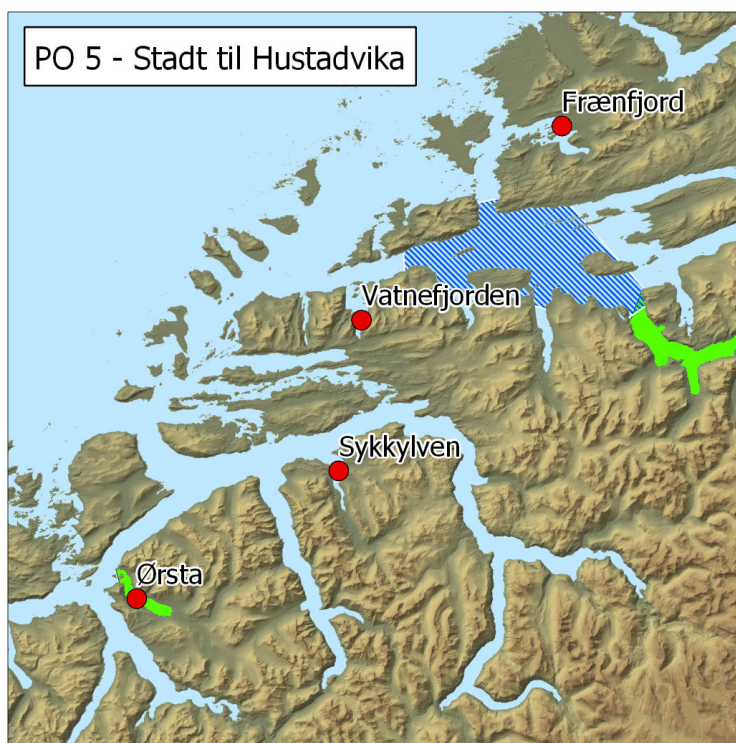 PO 5 - Stadt til Hustadvika
Frænfjord
Vatnefjorden
Sykkylven
Ørsta